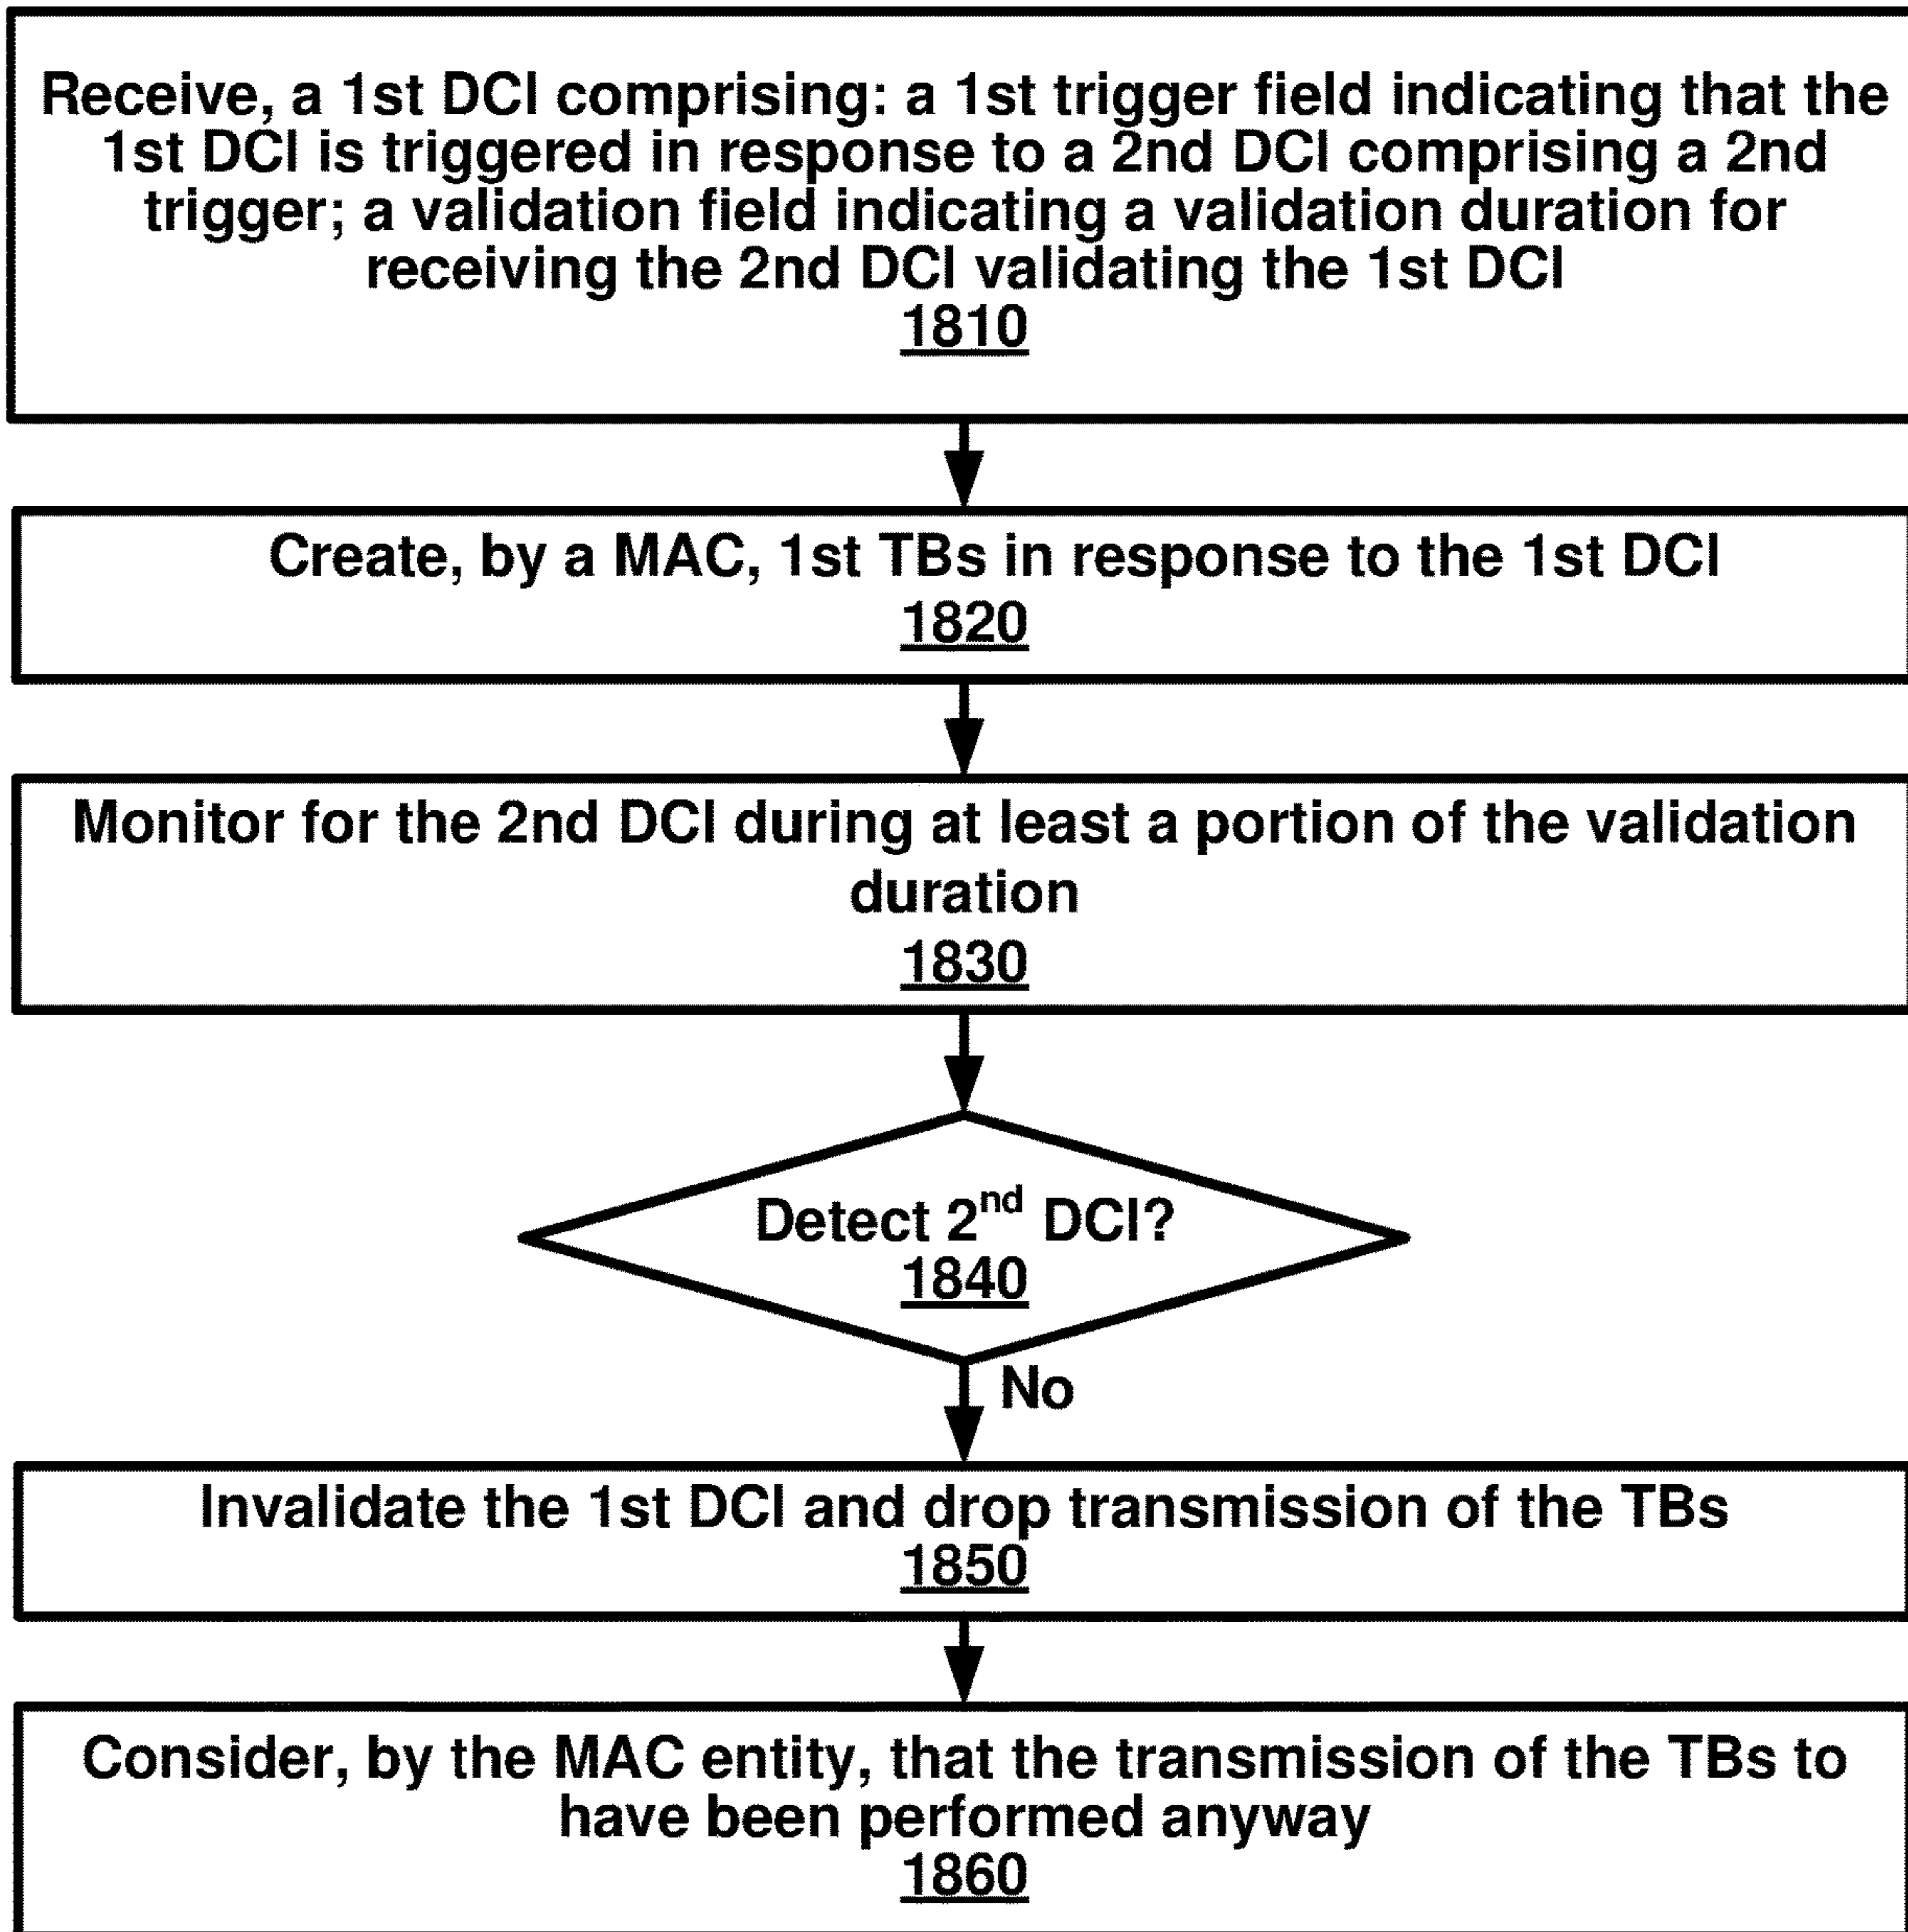 Receive, a 1st DCI comprising: a 1st trigger field indicating that the
1st DCI is triggered in response to a 2nd DCI comprising a 2nd
trigger; a validation field indicating a validation duration for
receiving the 2nd DCI validating the 1st DCI
1810
Create, by a MAC, 1st TBs in response to the 1st DCI
1820
Monitor for the 2nd DCI during at least a portion of the validation
duration
1830
Detect 2nd DCI?
1840
No
Invalidate the 1st DCI and drop transmission of the TBs
1850
Consider, by the MAC entity, that the transmission of the TBs to
have been performed anyway
1860